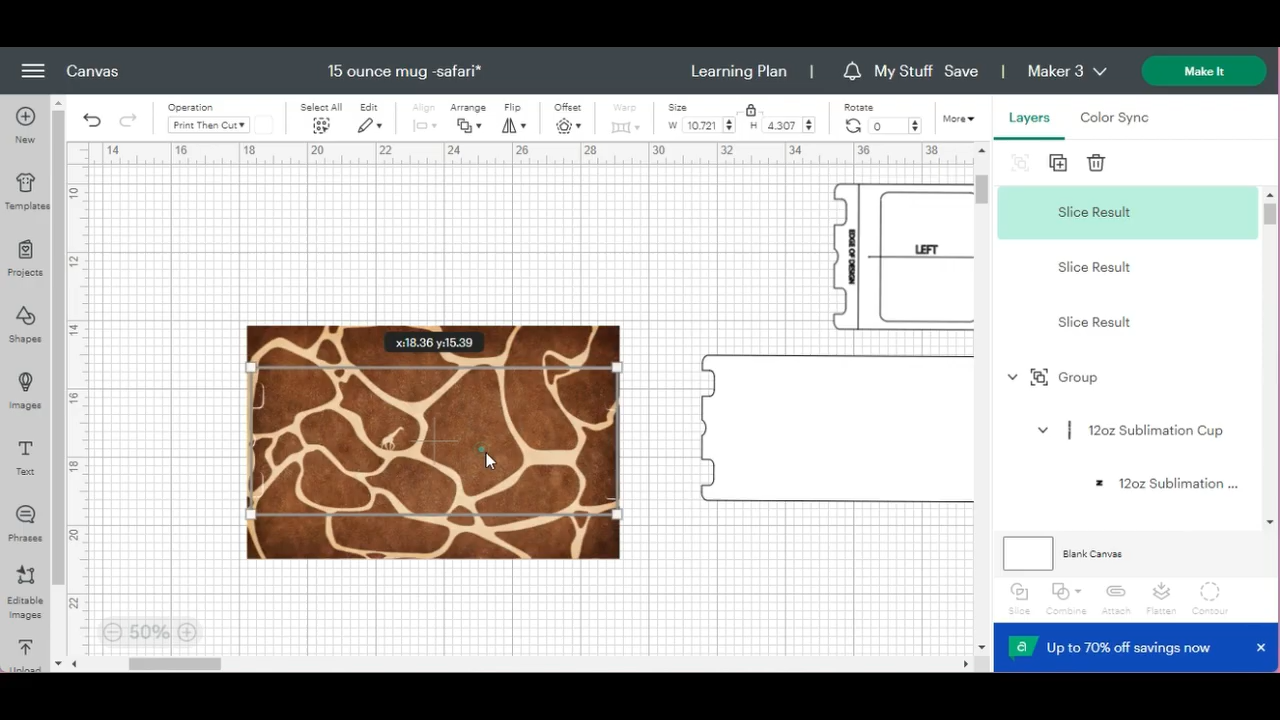 Canvas
15 ounce mug -safari*
Learning Plan
|
My Stuff
Save
|
Maker 3
Make It
New
Templates
Projects
Shapes
Images
Text
Phrases
Editable
Images
Operation
Print Then Cut
Select All
Edit
Align
Arrange
Flip
Offset
Warp
Size
W 10.721
H 4.307
Rotate
0
More
14 16 18 20 22 24 26 28 30 32 34 36 38
10
12
14
16
18
20
22
x:18.36 y:15.39
EDGE OF DESIGN
LEFT
50%
Layers
Color Sync
Slice Result
Slice Result
Slice Result
Group
12oz Sublimation Cup
12oz Sublimation ...
Blank Canvas
Slice
Combine
Attach
Flatten
Contour
a
Up to 70% off savings now